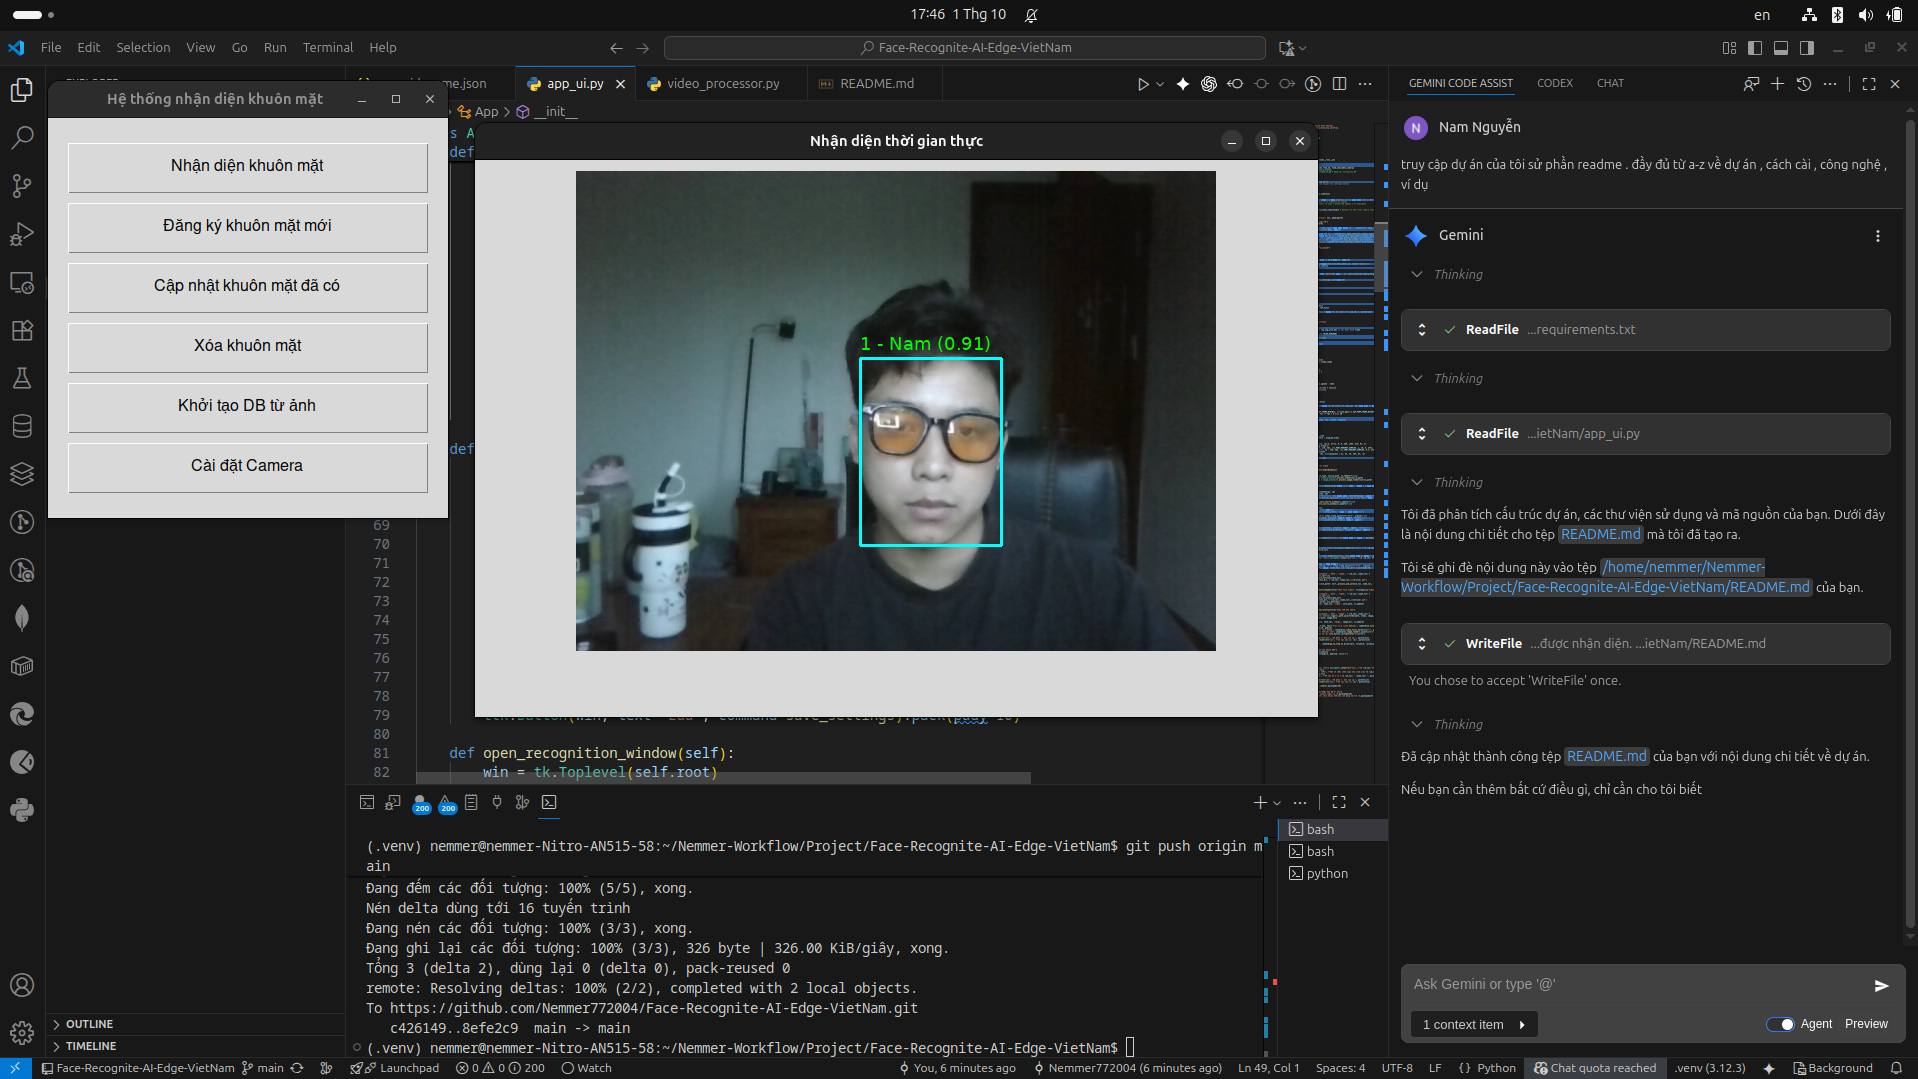 17:46 1 Thg 10
en
File Edit Selection View Go Run Terminal Help
Face-Recognite-AI-Edge-VietNam
me.json
app_ui.py
video_processor.py
README.md
App
__init__
Hệ thống nhận diện khuôn mặt
Nhận diện khuôn mặt
Đăng ký khuôn mặt mới
Cập nhật khuôn mặt đã có
Xóa khuôn mặt
Khởi tạo DB từ ảnh
Cài đặt Camera
s A
def
def
Nhận diện thời gian thực
1 - Nam (0.91)
69
70
71
72
73
74
75
76
77
78
79
80
81 def open_recognition_window(self):
82 win = tk.Toplevel(self.root)
200
200
(.venv) nemmer@nemmer-Nitro-AN515-58:~/Nemmer-Workflow/Project/Face-Recognite-AI-Edge-VietNam$ git push origin m
ain
Đang đếm các đối tượng: 100% (5/5), xong.
Nén delta dùng tới 16 tuyến trình
Đang nén các đối tượng: 100% (3/3), xong.
Đang ghi lại các đối tượng: 100% (3/3), 326 byte | 326.00 KiB/giây, xong.
Tổng 3 (delta 2), dùng lại 0 (delta 0), pack-reused 0
remote: Resolving deltas: 100% (2/2), completed with 2 local objects.
To https://github.com/Nemmer772004/Face-Recognite-AI-Edge-VietNam.git
c426149..8efe2c9 main -> main
(.venv) nemmer@nemmer-Nitro-AN515-58:~/Nemmer-Workflow/Project/Face-Recognite-AI-Edge-VietNam$
bash
bash
python
OUTLINE
TIMELINE
GEMINI CODE ASSIST
CODEX
CHAT
N
Nam Nguyễn
truy cập dự án của tôi sử phần readme . đầy đủ từ a-z về dự án , cách cài , công nghệ ,
ví dụ
Gemini
Thinking
ReadFile ...requirements.txt
Thinking
ReadFile ...ietNam/app_ui.py
Thinking
Tôi đã phân tích cấu trúc dự án, các thư viện sử dụng và mã nguồn của bạn. Dưới đây
là nội dung chi tiết cho tệp README.md mà tôi đã tạo ra.
Tôi sẽ ghi đè nội dung này vào tệp /home/nemmer/Nemmer-
Workflow/Project/Face-Recognite-AI-Edge-VietNam/README.md của bạn.
WriteFile ...được nhận diện. ...ietNam/README.md
You chose to accept 'WriteFile' once.
Thinking
Đã cập nhật thành công tệp README.md của bạn với nội dung chi tiết về dự án.
Nếu bạn cần thêm bất cứ điều gì, chỉ cần cho tôi biết
Ask Gemini or type '@'
1 context item
Agent
Preview
Face-Recognite-AI-Edge-VietNam
main
Launchpad
0 0 200
Watch
You, 6 minutes ago
Nemmer772004 (6 minutes ago)
Ln 49, Col 1
Spaces: 4
UTF-8
LF
Python
Chat quota reached
.venv (3.12.3)
Background